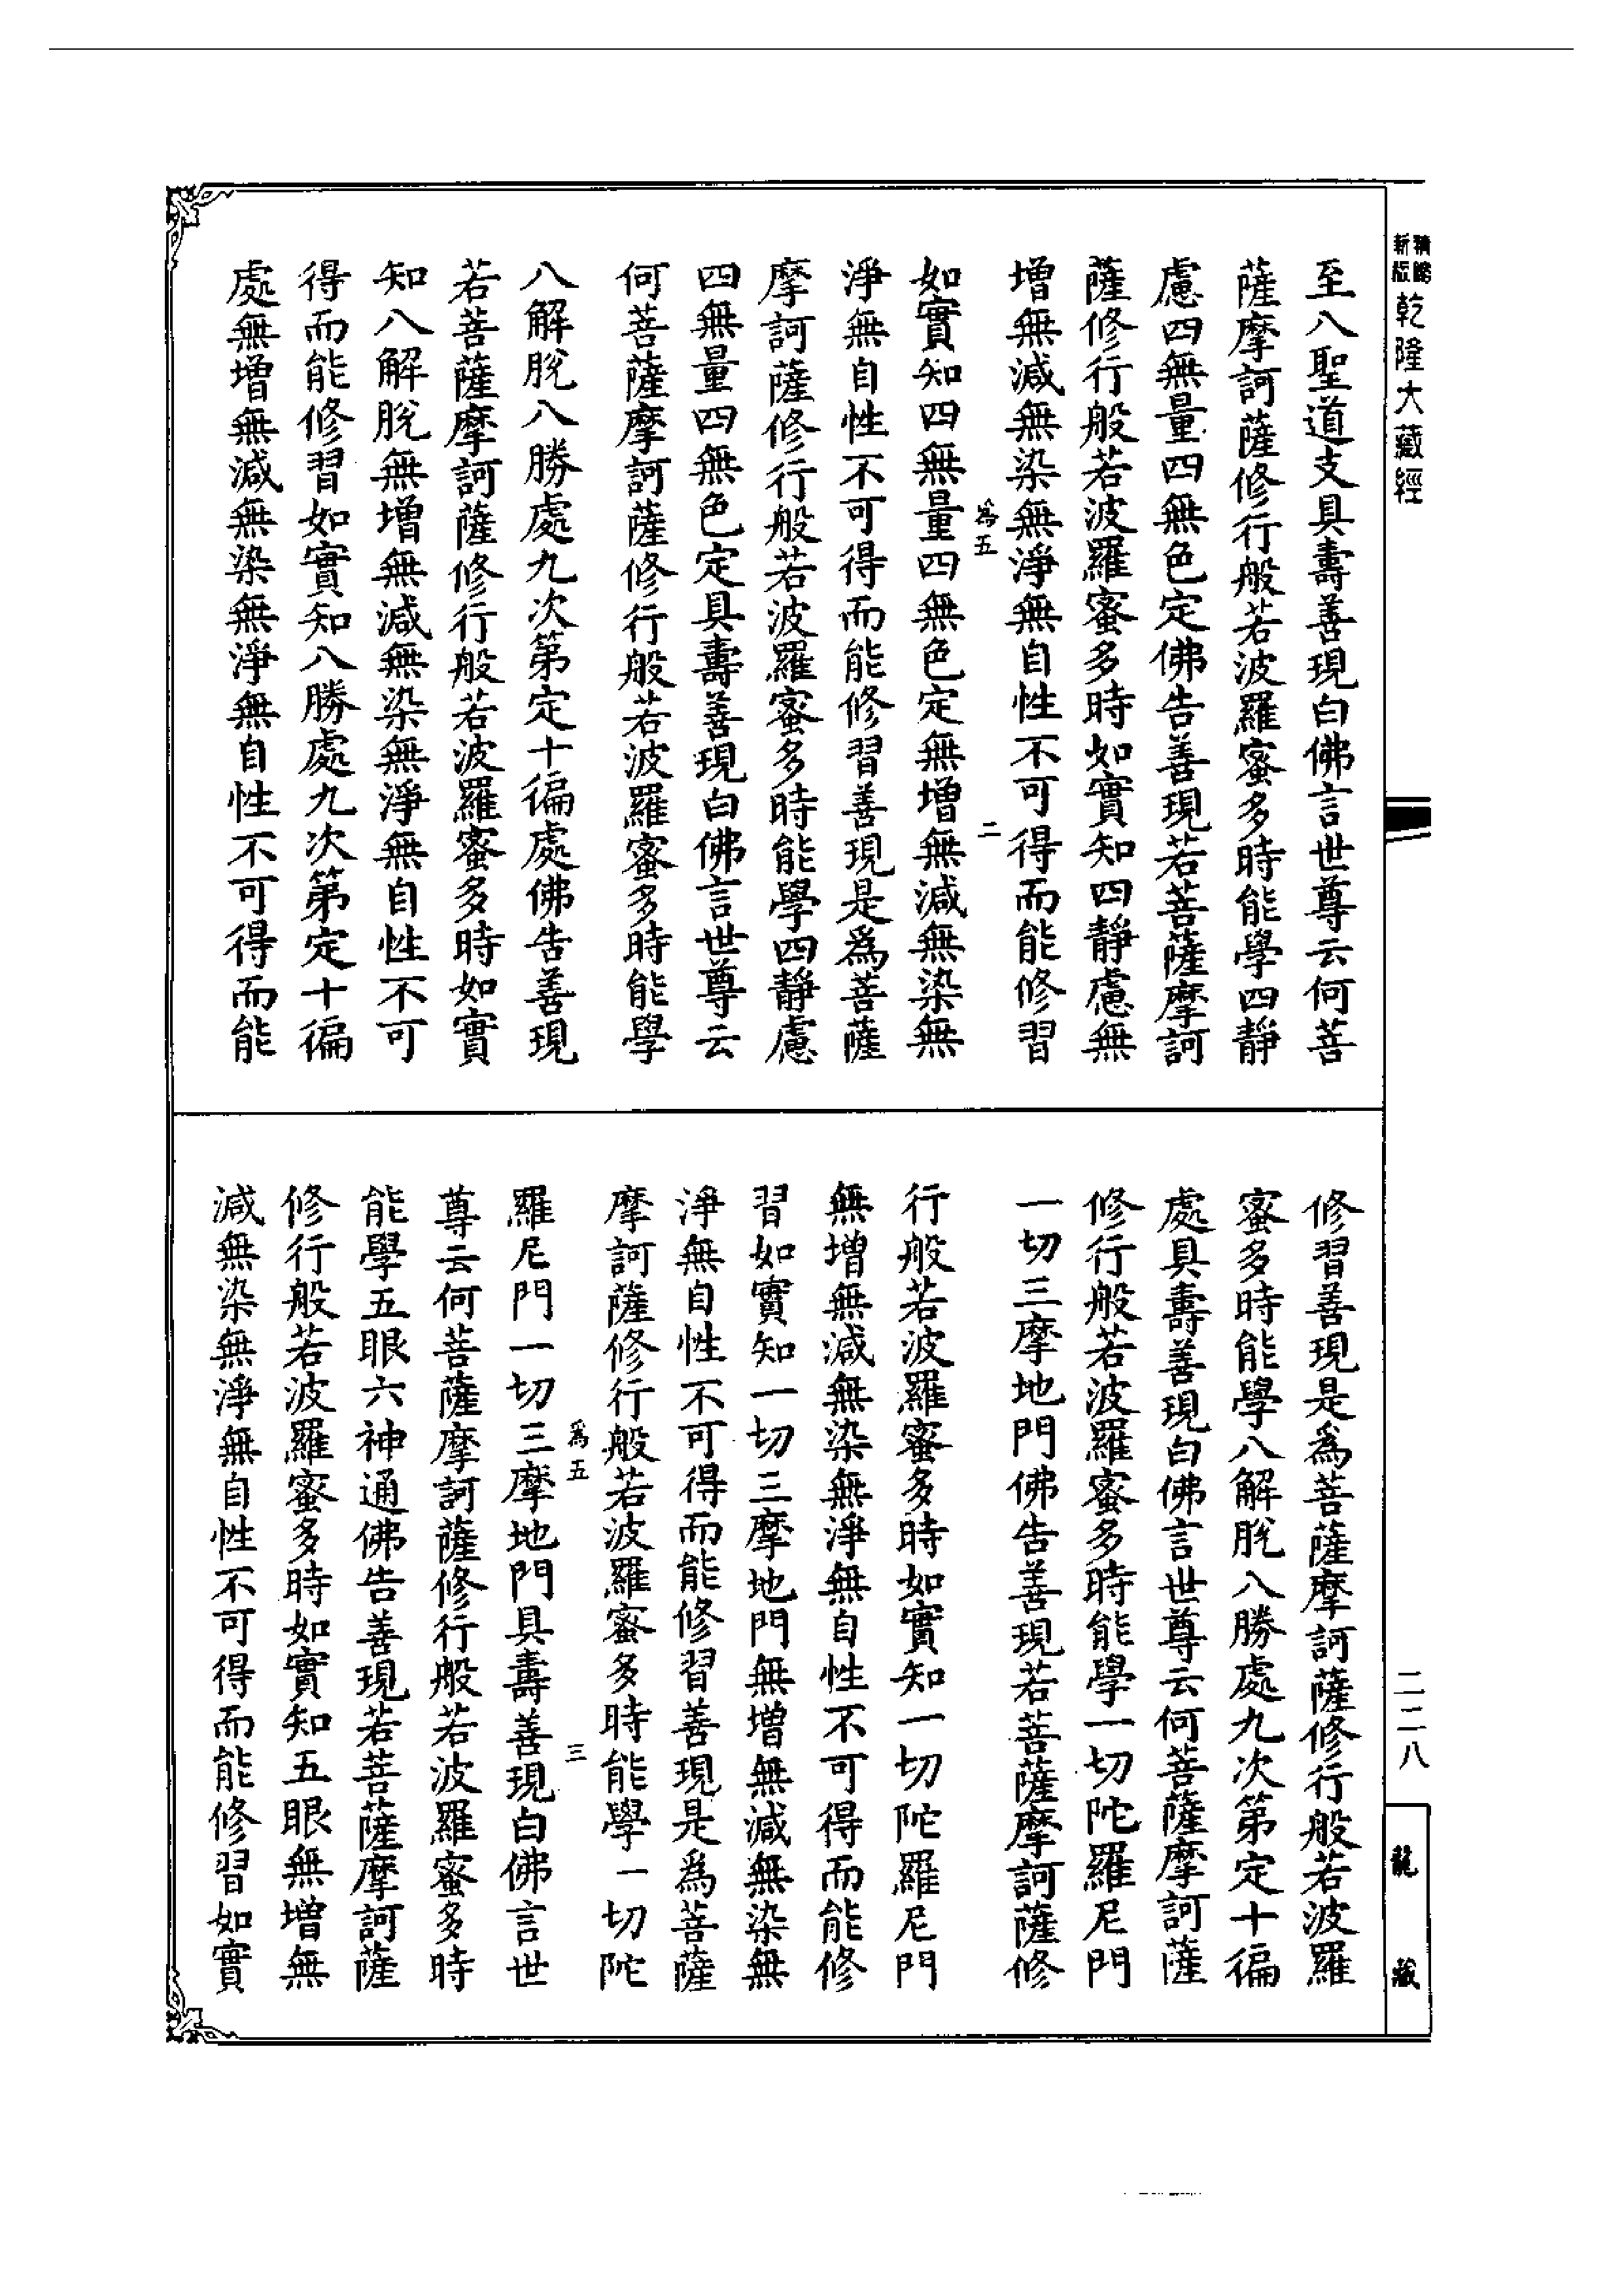 精鵮新版乾隆大藏經
至八聖道支具壽善現白佛言世尊云何菩
薩摩訶薩修行般若波羅蜜多時能學四靜
慮四無量四無色定佛告善現若菩薩摩訶
薩修行般若波羅蜜多時如實知四靜慮無
增無減無染無淨無自性不可得而能修習
為五
二
如實知四無量四無色定無增無減無染無
淨無自性不可得而能修習善現是為菩薩
摩訶薩修行般若波羅蜜多時能學四靜慮
四無量四無色定具壽善現白佛言世尊云
何菩薩摩訶薩修行般若波羅蜜多時能學
八解脫八勝處九次第定十徧處佛告善現
若菩薩摩訶薩修行般若波羅蜜多時如實
知八解脫無增無減無染無淨無自性不可
得而能修習如實知八勝處九次第定十徧
處無增無減無染無淨無自性不可得而能
修習善現是為菩薩摩訶薩修行般若波羅
蜜多時能學八解脫八勝處九次第定十徧
處具壽善現白佛言世尊云何菩薩摩訶薩
修行般若波羅蜜多時能學一切陀羅尼門
一切三摩地門佛告善現若菩薩摩訶薩修
行般若波羅蜜多時如實知一切陀羅尼門
無增無減無染無淨無自性不可得而能修
習如實知一切三摩地門無增無減無染無
淨無自性不可得而能修習善現是為菩薩
摩訶薩修行般若波羅蜜多時能學一切陀
為五
三
羅尼門一切三摩地門具壽善現白佛言世
尊云何菩薩摩訶薩修行般若波羅蜜多時
能學五眼六神通佛告善現若菩薩摩訶薩
修行般若波羅蜜多時如實知五眼無增無
減無染無淨無自性不可得而能修習如實
二二八
龍藏